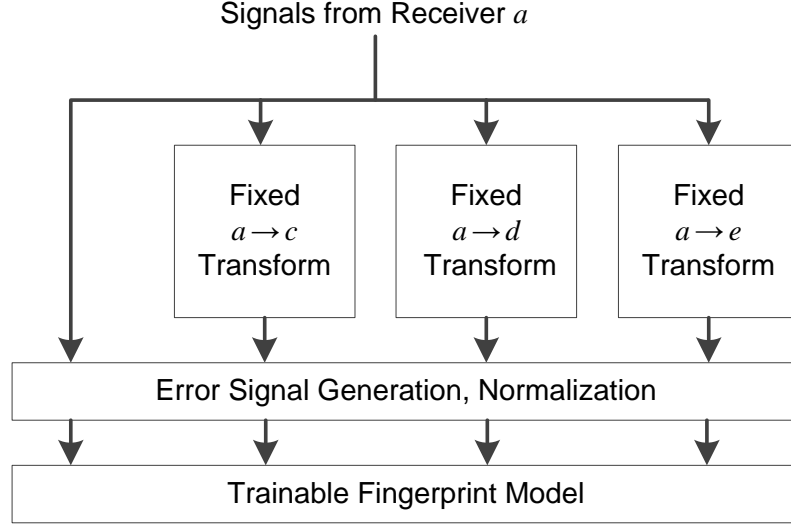 Signals from Receiver a
Fixed
a→c
Transform
Fixed
a→d
Transform
Fixed
a→e
Transform
Error Signal Generation, Normalization
Trainable Fingerprint Model